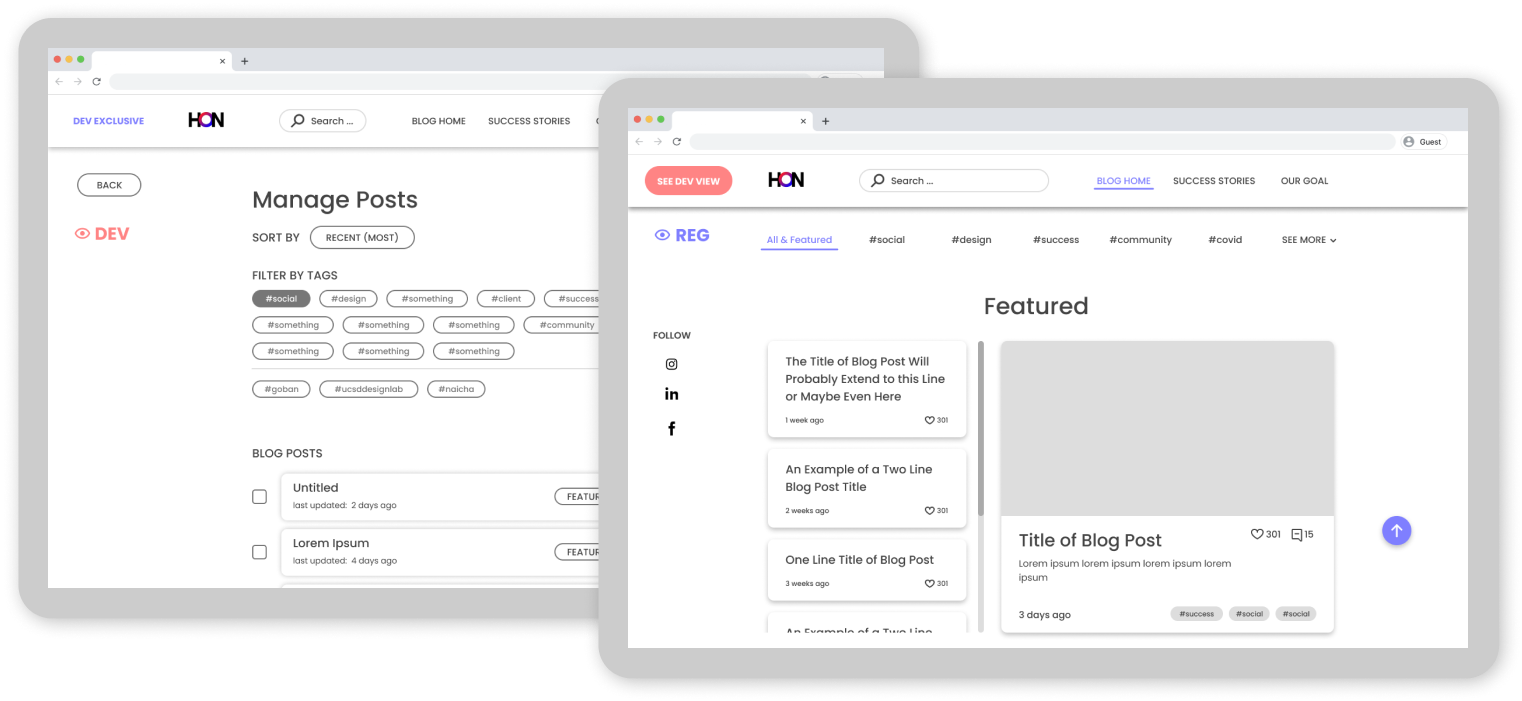 DEV EXCLUSIVE
HON
Search ...
BLOG HOME
SUCCESS STORIES
BACK
DEV
Manage Posts
SORT BY
RECENT (MOST)
FILTER BY TAGS
#social
#design
#something
#client
#success
#something
#something
#something
#community
#something
#something
#something
#goban
#ucsddesignlab
#naicha
BLOG POSTS
Untitled
last updated: 2 days ago
FEATUR
Lorem Ipsum
last updated: 4 days ago
FEATUR
Guest
SEE DEV VIEW
HON
Search ...
BLOG HOME
SUCCESS STORIES
OUR GOAL
REG
All & Featured
#social
#design
#success
#community
#covid
SEE MORE
Featured
FOLLOW
in
f
The Title of Blog Post Will
Probably Extend to this Line
or Maybe Even Here
1 week ago
301
An Example of a Two Line
Blog Post Title
2 weeks ago
301
One Line Title of Blog Post
3 weeks ago
301
An Example of a Two Line
Title of Blog Post
301
15
Lorem ipsum lorem ipsum lorem ipsum lorem
ipsum
3 days ago
#success
#social
#social